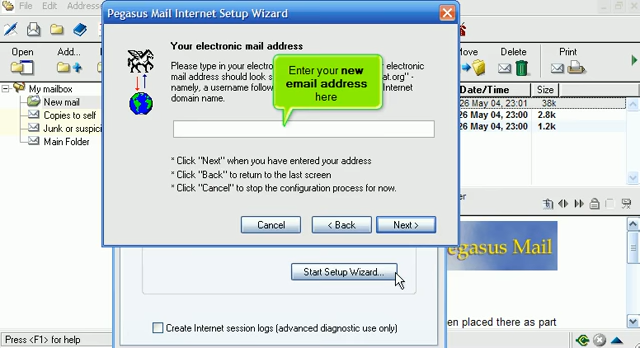 File Edit
Pegasus Mail Internet Setup Wizard
Open Add... Move Delete Print
Your electronic mail address
Please type in your electronic
mail address should look at.org" -
namely, a username follo Internet
domain name.
Enter your new
email address
here
My mailbox
New mail
Copies to self
Junk or suspici
Main Folder
Date/Time Size
26 May 04, 23:01 38k
26 May 04, 23:00 2.8k
26 May 04, 23:00 1.2k
* Click "Next" when you have entered your address
* Click "Back" to return to the last screen
* Click "Cancel" to stop the configuration process for now.
Cancel < Back Next >
egasus Mail
Start Setup Wizard...
en placed there as part
Create Internet session logs (advanced diagnostic use only)
Press <F1> for help